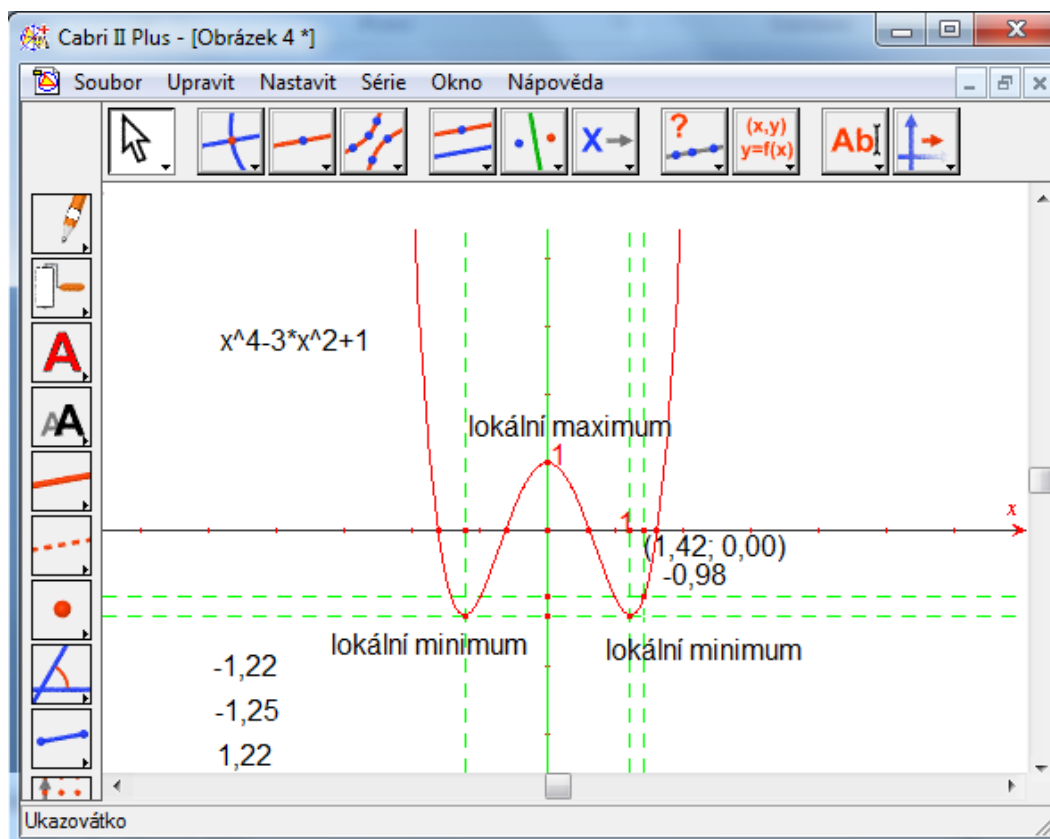 Cabri II Plus - [Obrázek 4 *]
Soubor Upravit Nastavit Série Okno Nápověda
? (x,y)
X y=f(x) Ab
A
AA
x^4-3*x^2+1
lokální maximum
1
x
1
(1,42; 0,00)
-0,98
lokální minimum lokální minimum
-1,22
-1,25
1,22
Ukazovátko